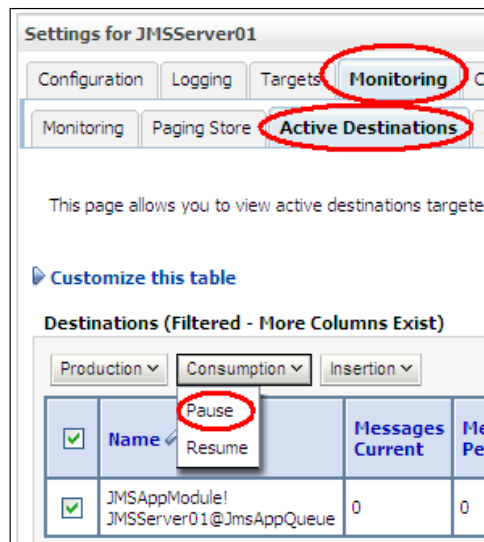 Settings for JMSServer01
Configuration Logging Targets Monitoring
Monitoring Paging Store Active Destinations
This page allows you to view active destinations targete
Customize this table
Destinations (Filtered - More Columns Exist)
Production Consumption Insertion
Pause
Resume
Name Messages Current Me Pe
JMSAppModule!
JMSServer01@JmsAppQueue 0 0